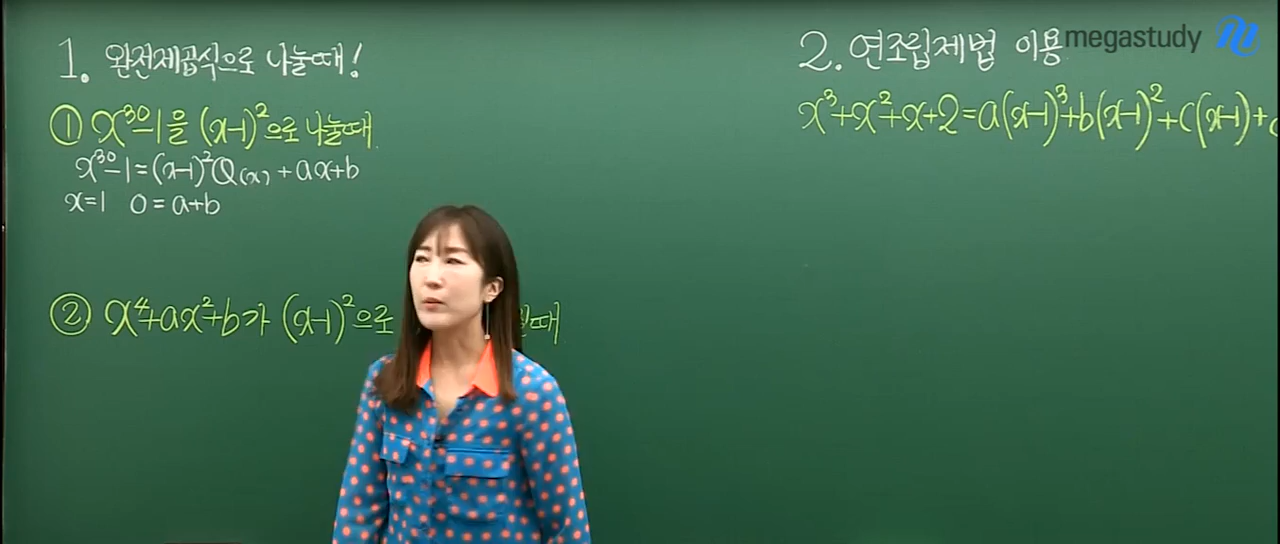 1. 완전제곱식으로 나눌때!
① x³⁰-1을 (x-1)²으로 나눌때
x³⁰-1=(x-1)²Q(x)+ax+b
x=1 0=a+b
② x⁴+ax²+b가 (x-1)²으로 때
2. 연조립제법 이용
megastudy
x³+x²+x+2=a(x-1)³+b(x-1)²+c(x-1)+